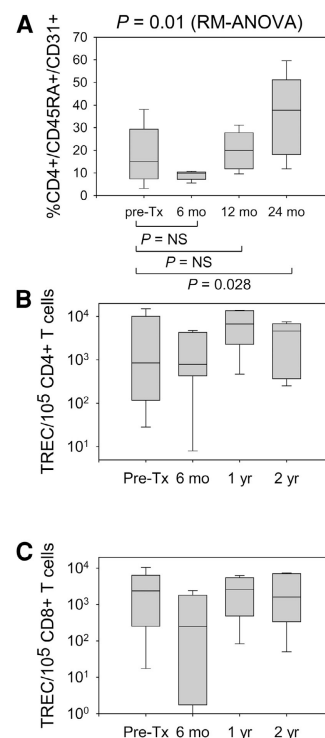 A P = 0.01 (RM-ANOVA)
%CD4+/CD45RA+/CD31+
70
60
50
40
30
20
10
0
pre-Tx 6 mo 12 mo 24 mo
P = NS
P = NS
P = 0.028
B
TREC/10⁵ CD4+ T cells
10⁴
10³
10²
10¹
Pre-Tx 6 mo 1 yr 2 yr
C
TREC/10⁵ CD8+ T cells
10⁴
10³
10²
10¹
10⁰
Pre-Tx 6 mo 1 yr 2 yr